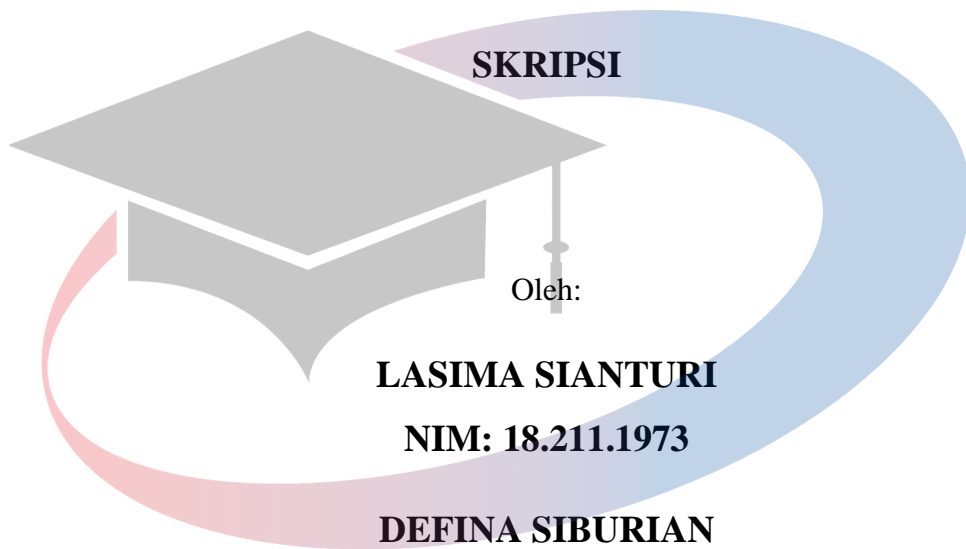 SKRIPSI
Oleh:
LASIMA SIANTURI
NIM: 18.211.1973
DEFINA SIBURIAN